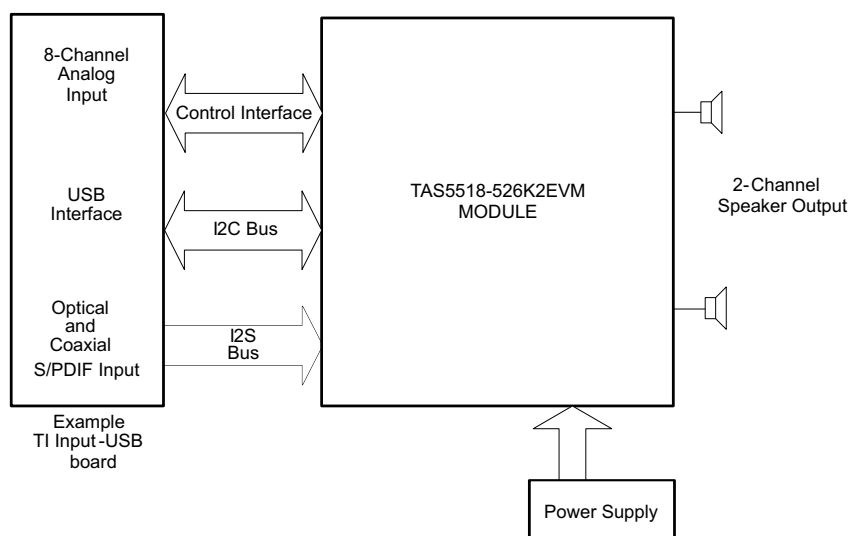 8-Channel
Analog
Input
USB
Interface
Optical
and
Coaxial
S/PDIF Input
Example
TI Input-USB
board
Control Interface
I2C Bus
I2S
Bus
TAS5518-526K2EVM
MODULE
2-Channel
Speaker Output
Power Supply